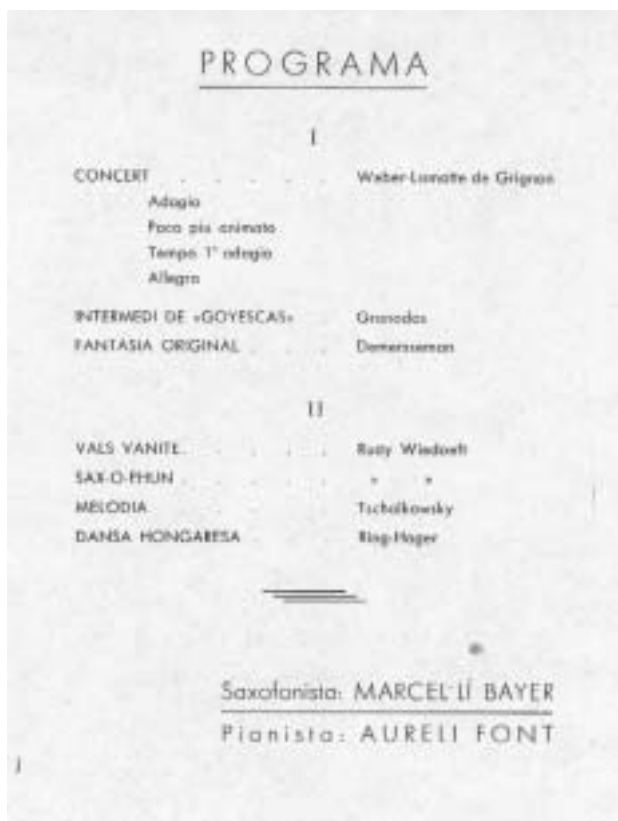 PROGRAMA
I
CONCERT . . . . . Weber-Lamotte de Grignon
Adagio
Poco piu animato
Tempo 1º adagio
Allegro
INTERMEDI DE «GOYESCAS» . Granados
FANTASIA ORIGINAL . . . Demersseman
II
VALS VANITE . . . . . Rudy Wiedoeft
SAX-O-PHUN . . . . . » »
MELODIA . . . . Tschaikowsky
DANSA HONGARESA . . . Ring-Hager
Saxofonista: MARCEL·LÍ BAYER
Pianista: AURELI FONT